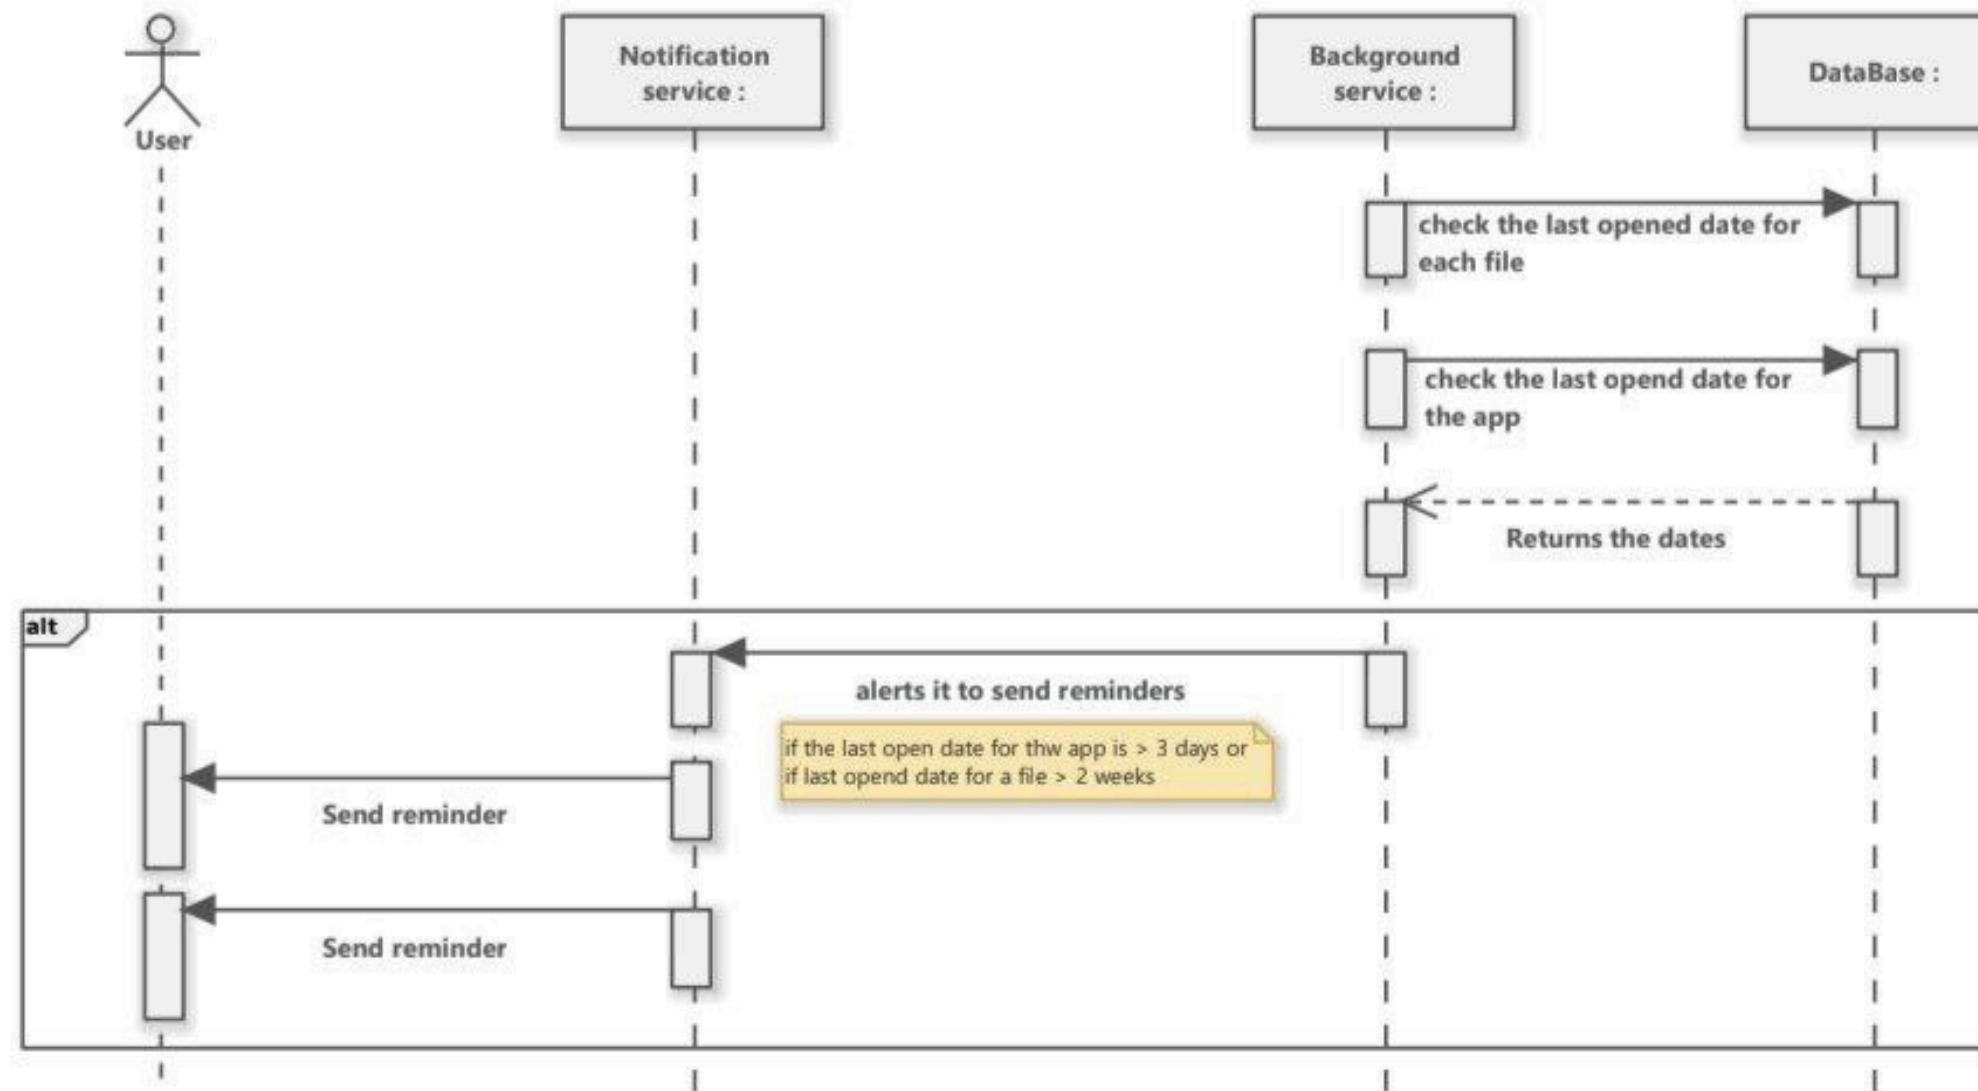 User
Notification
service :
Background
service :
DataBase :
check the last opened date for
each file
check the last opend date for
the app
Returns the dates
alt
alerts it to send reminders
if the last open date for thw app is > 3 days or
if last opend date for a file > 2 weeks
Send reminder
Send reminder